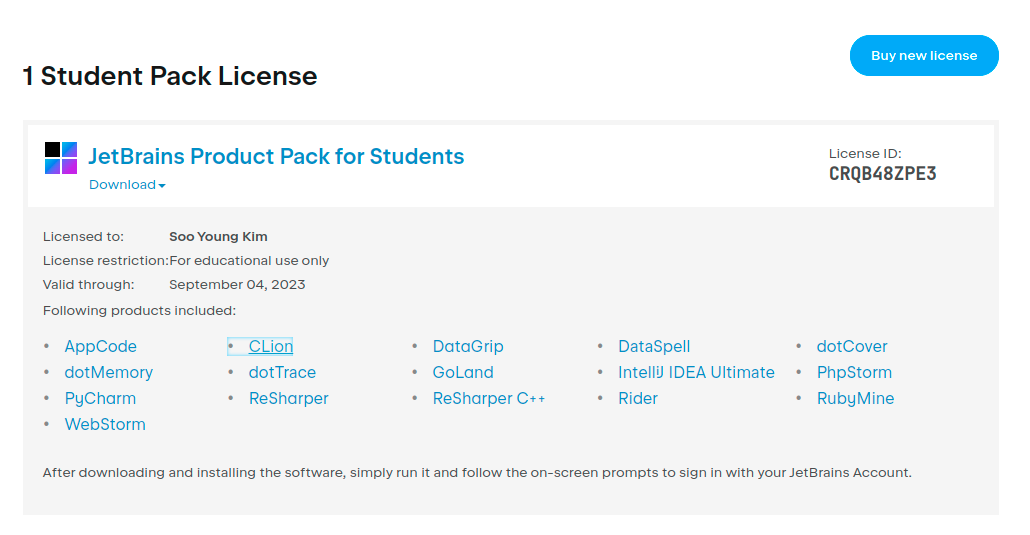 Buy new license
1 Student Pack License
JetBrains Product Pack for Students
Download
License ID:
CRQB48ZPE3
Licensed to: Soo Young Kim
License restriction:For educational use only
Valid through: September 04, 2023
Following products included:
• AppCode • CLion • DataGrip • DataSpell • dotCover
• dotMemory • dotTrace • GoLand • IntelliJ IDEA Ultimate • PhpStorm
• PyCharm • ReSharper • ReSharper C++ • Rider • RubyMine
• WebStorm
After downloading and installing the software, simply run it and follow the on-screen prompts to sign in with your JetBrains Account.